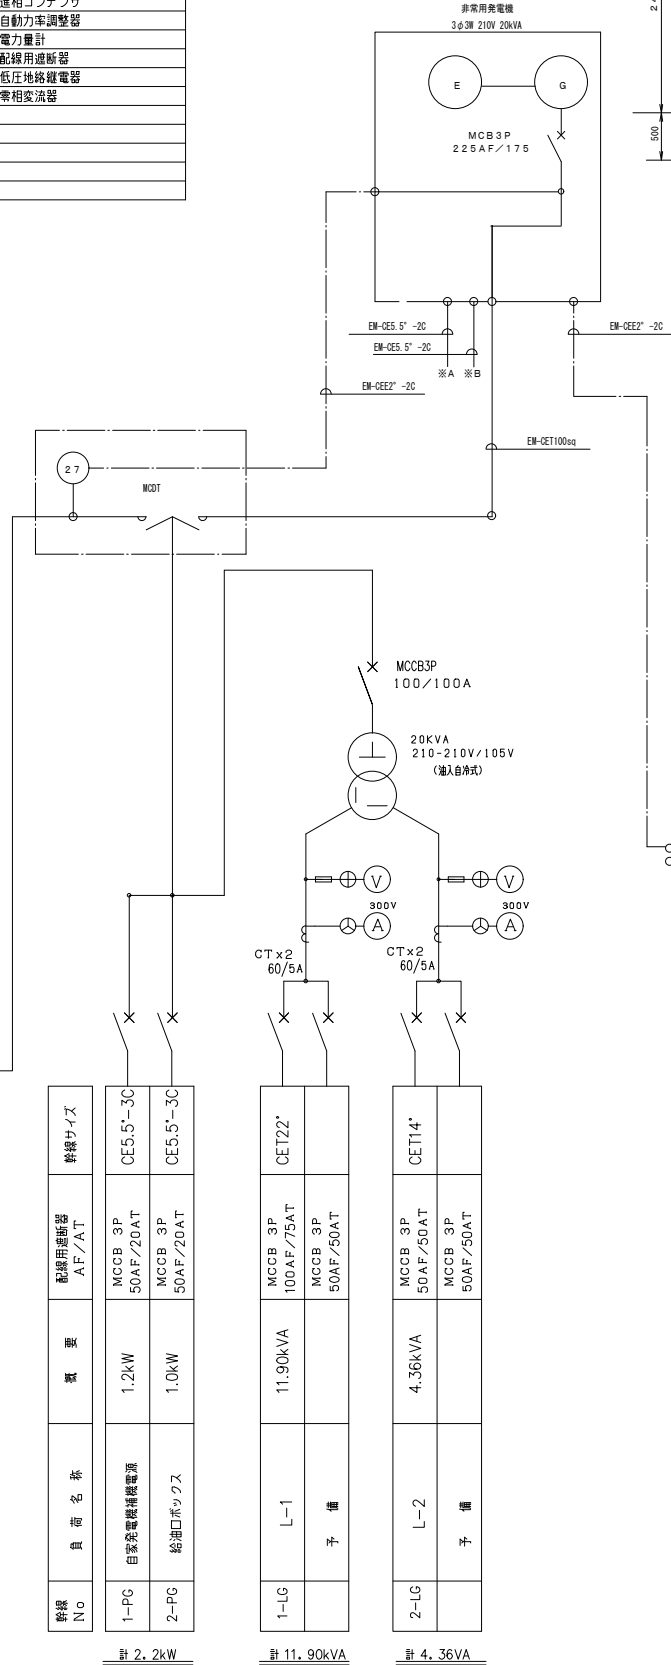 進相コンデンサ
自動力率調整器
電力量計
配線用遮断器
低圧地絡継電器
零相変流器
非常用発電機
3φ3W 210V 20kVA
E
G
MCB3P
225AF/175
500
EM-CE5.5° -2C
EM-CE5.5° -2C
※A ※B
EM-CEE2° -2C
EM-CEE2° -2C
EM-CET100sq
27
MCDT
MCCB3P
100/100A
20KVA
210-210V/105V
(油入自冷式)
V
300V
A
CT×2
60/5A
V
300V
A
CT×2
60/5A
幹線サイズ
CE5.5°-3C
CE5.5°-3C
CET22°
CET14°
配線用遮断器
AF/AT
MCCB 3P
50AF/20AT
MCCB 3P
50AF/20AT
MCCB 3P
100AF/75AT
MCCB 3P
50AF/50AT
MCCB 3P
50AF/50AT
MCCB 3P
50AF/50AT
概 要
1.2kW
1.0kW
11.90kVA
4.36kVA
負 荷 名 称
自家発電機補機電源
給油口ボックス
L-1
予 備
L-2
予 備
幹線
No
1-PG
2-PG
1-LG
2-LG
計 2.2kW
計 11.90kVA
計 4.36VA